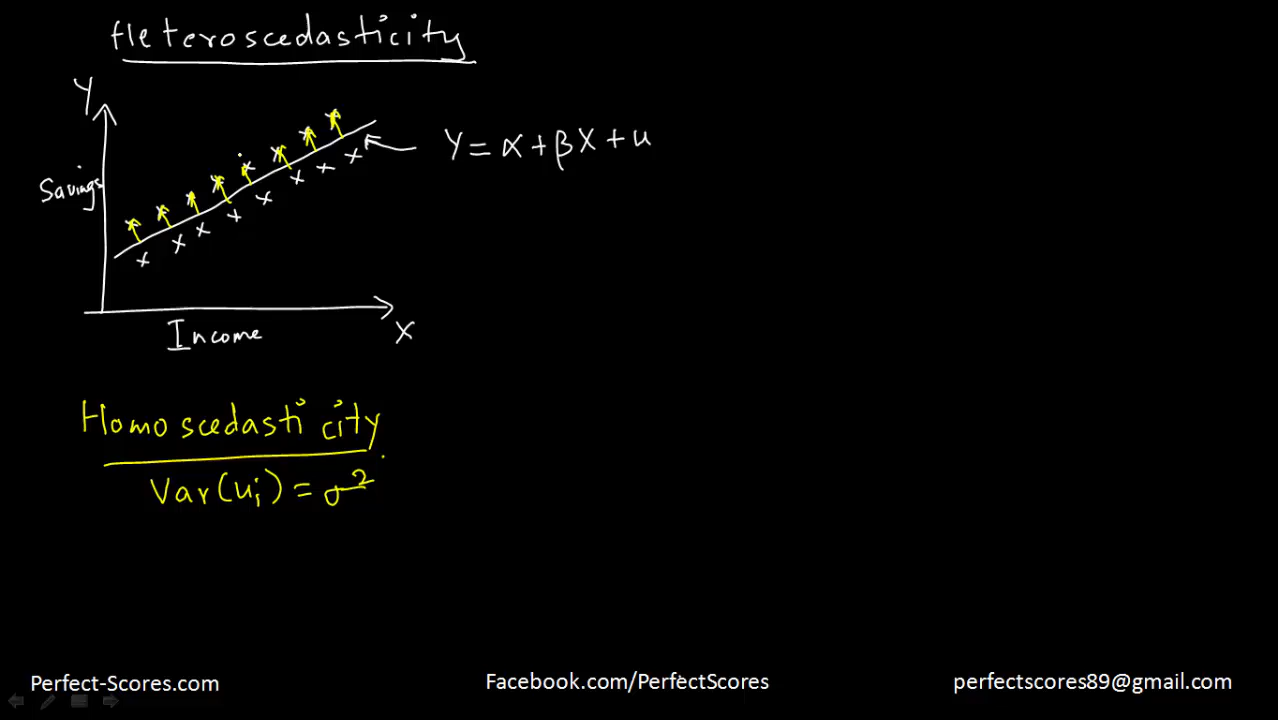 Heteroscedasticity
Y
Savings
Y = α + βX + u
Income
X
Homoscedasticity
Var(ui) = σ²
Perfect-Scores.com
Facebook.com/PerfectScores
perfectscores89@gmail.com